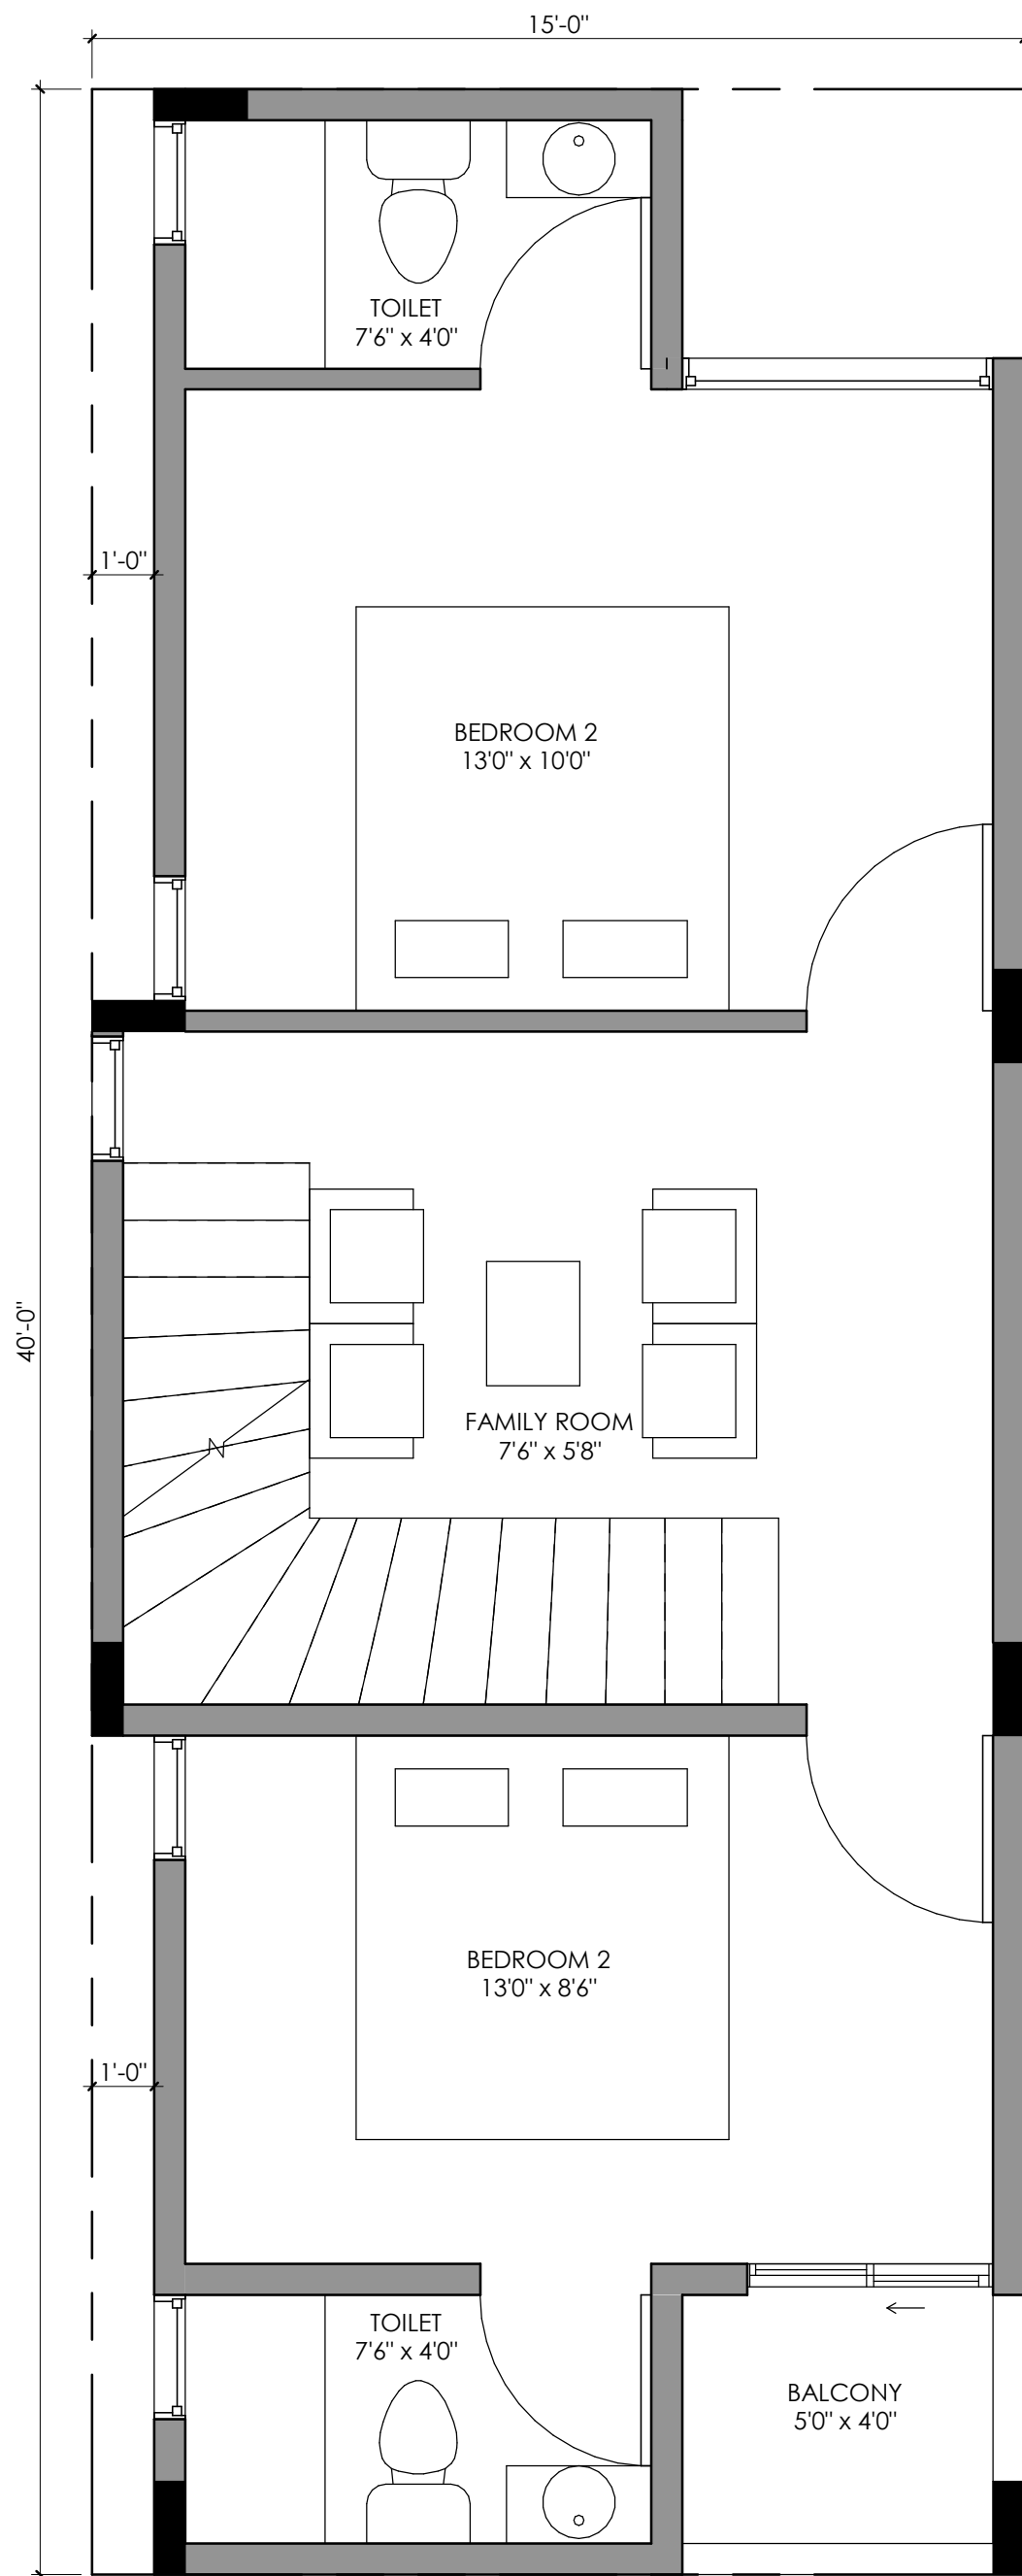 15'-0"
TOILET
7'6" x 4'0"
1'-0"
BEDROOM 2
13'0" x 10'0"
40'-0"
FAMILY ROOM
7'6" x 5'8"
N
BEDROOM 2
13'0" x 8'6"
1'-0"
TOILET
7'6" x 4'0"
BALCONY
5'0" x 4'0"